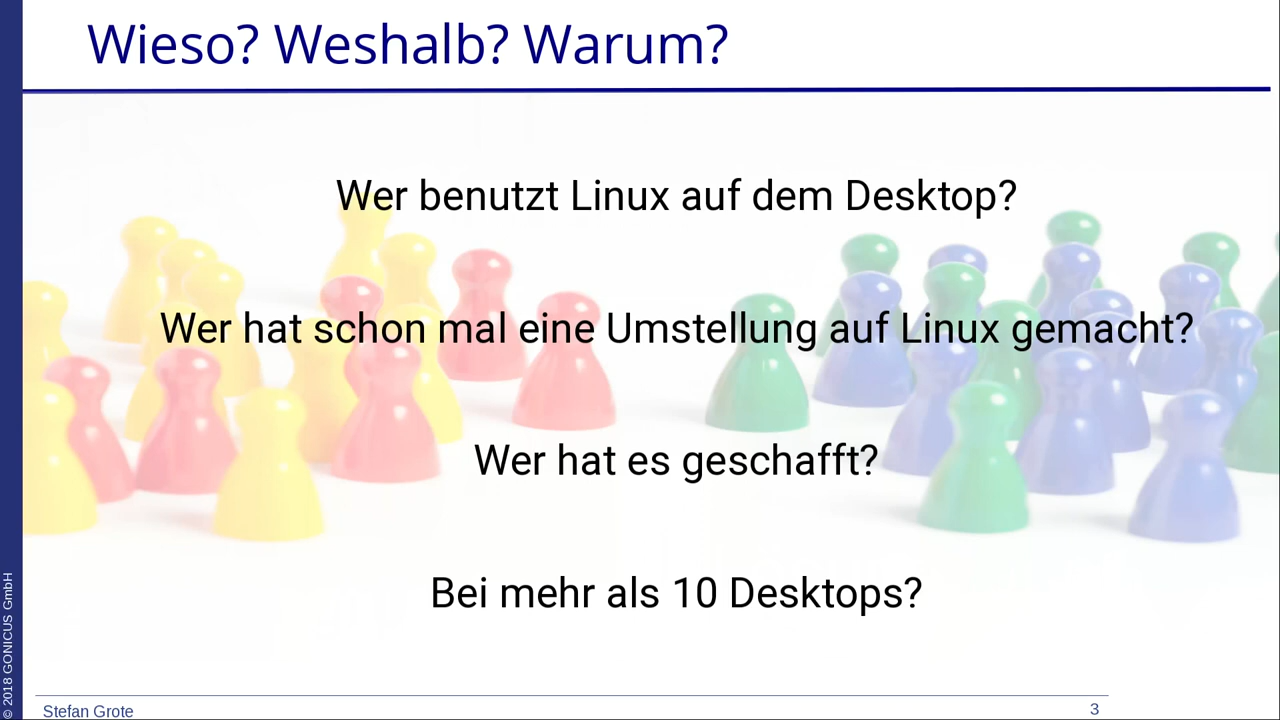 Wieso? Weshalb? Warum?
Wer benutzt Linux auf dem Desktop?
Wer hat schon mal eine Umstellung auf Linux gemacht?
Wer hat es geschafft?
Bei mehr als 10 Desktops?
© 2018 GONICUS GmbH
Stefan Grote
3